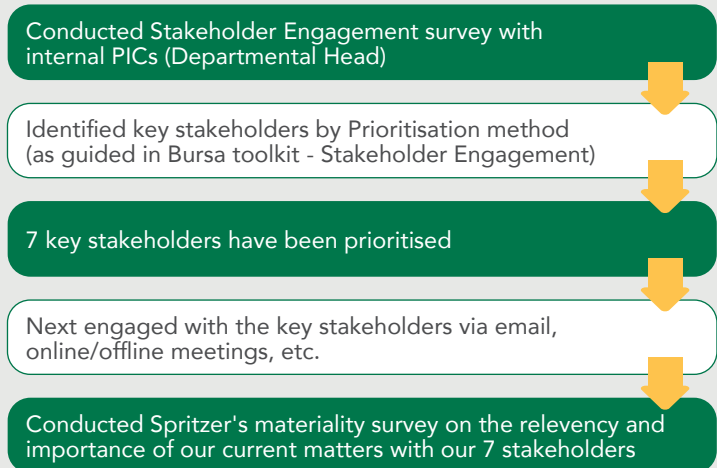 Conducted Stakeholder Engagement survey with
internal PICs (Departmental Head)
Identified key stakeholders by Prioritisation method
(as guided in Bursa toolkit - Stakeholder Engagement)
7 key stakeholders have been prioritised
Next engaged with the key stakeholders via email,
online/offline meetings, etc.
Conducted Spritzer's materiality survey on the relevency and
importance of our current matters with our 7 stakeholders